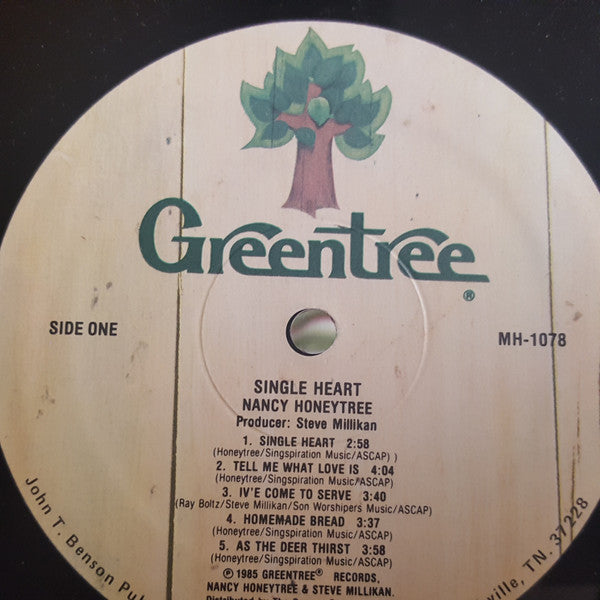 Greentree®
SIDE ONE
MH-1078
SINGLE HEART
NANCY HONEYTREE
Producer: Steve Millikan
1. SINGLE HEART 2:58
(Honeytree/Singspiration Music/ASCAP) )
2. TELL ME WHAT LOVE IS 4:04
(Honeytree/Singspiration Music/ASCAP)
3. IV'E COME TO SERVE 3:40
(Ray Boltz/Steve Millikan/Son Worshipers Music/ASCAP)
4. HOMEMADE BREAD 3:37
(Honeytree/Singspiration Music/ASCAP)
5. AS THE DEER THIRST 3:58
(Honeytree/Singspiration Music/ASCAP)
℗ 1985 GREENTREE® RECORDS,
NANCY HONEYTREE & STEVE MILLIKAN.
Distributed by The
John T. Benson
ville, TN. 37228